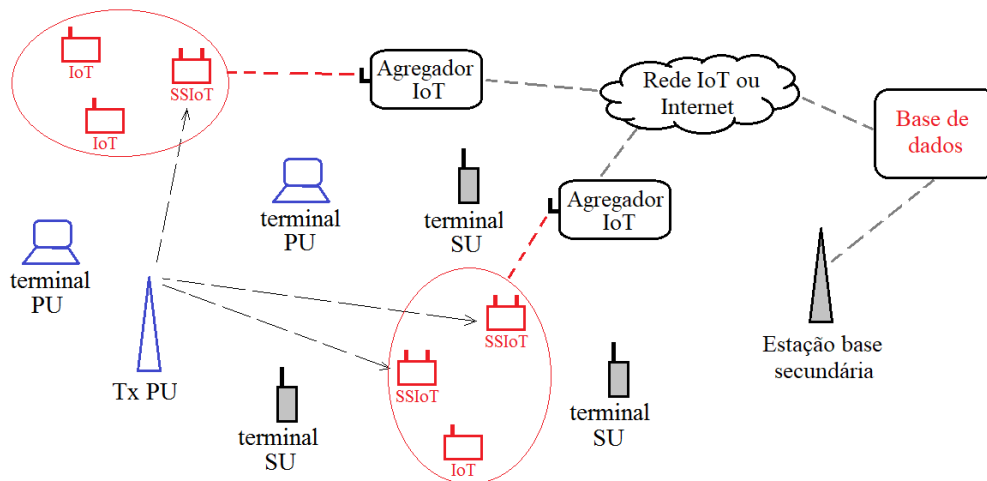 IoT
SSIoT
IoT
Agregador
IoT
Rede IoT ou
Internet
Base de
dados
terminal
PU
terminal
SU
Agregador
IoT
terminal
PU
SSIoT
Estação base
secundária
Tx PU
SSIoT
terminal
SU
terminal
SU
IoT